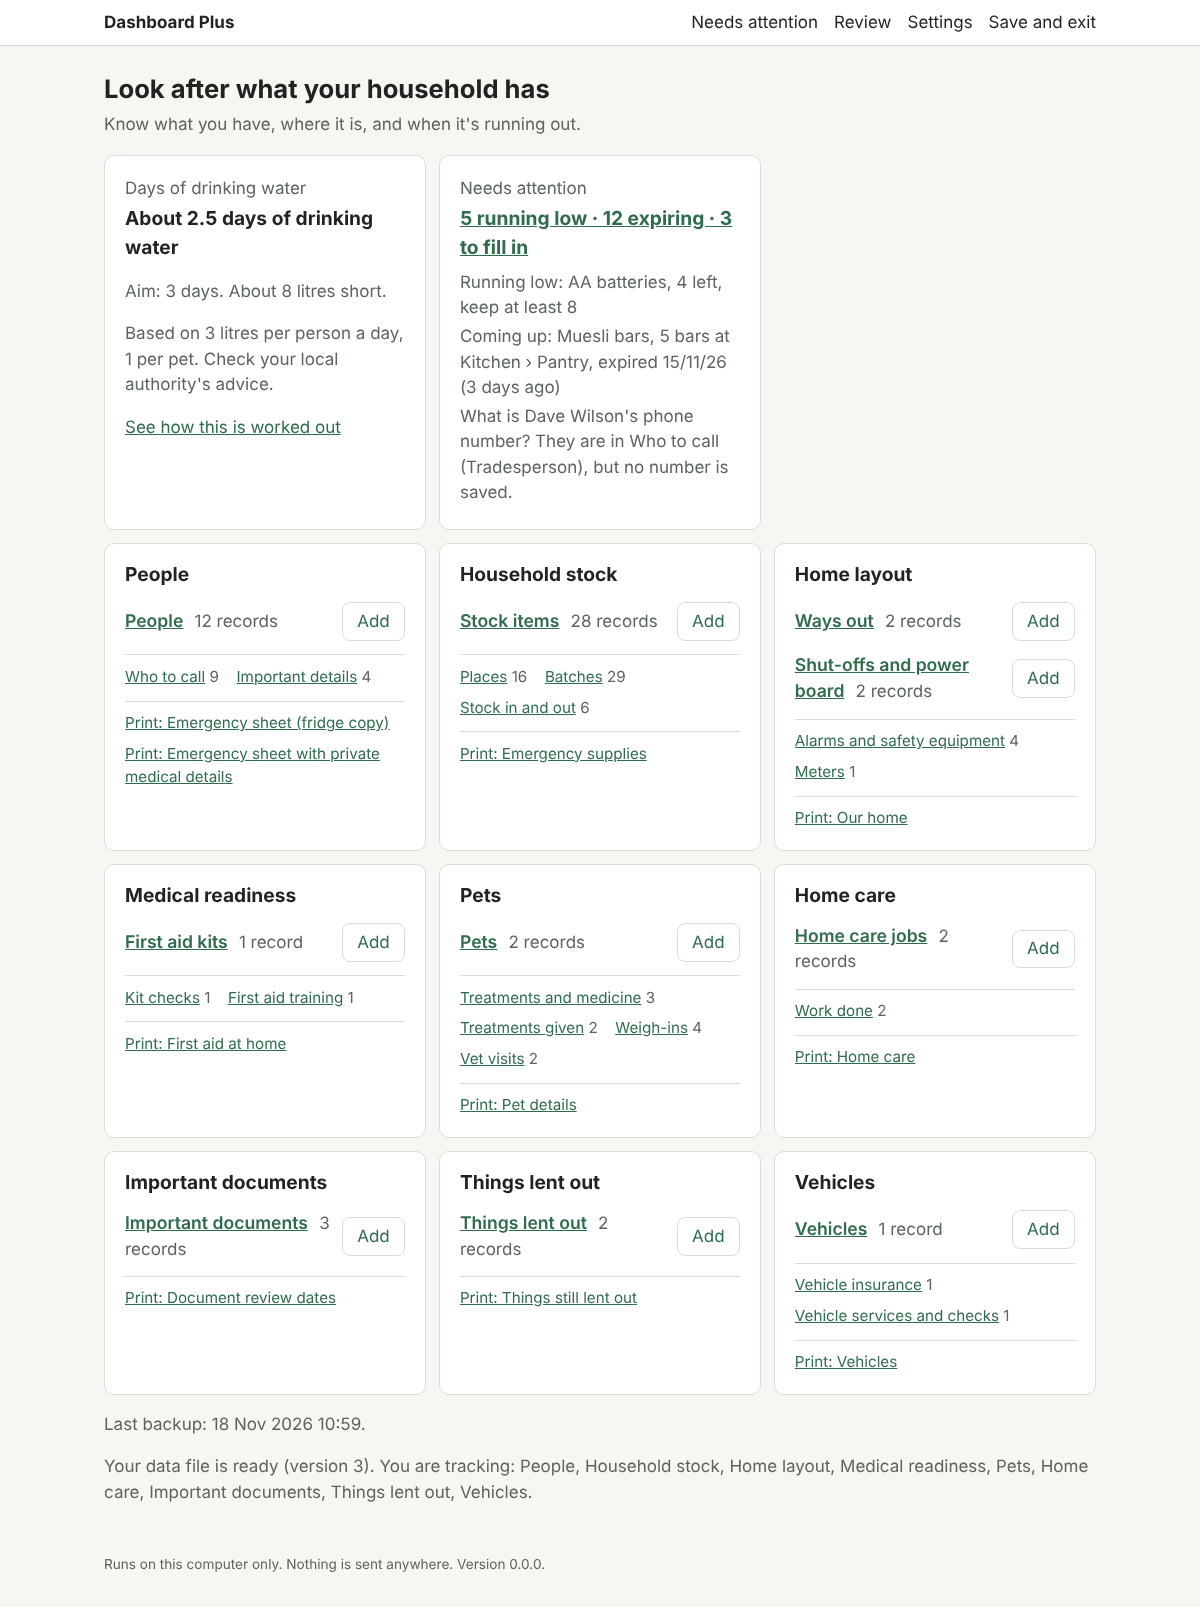 Dashboard Plus
Needs attention Review Settings Save and exit
Look after what your household has
Know what you have, where it is, and when it's running out.
Days of drinking water
About 2.5 days of drinking
water
Aim: 3 days. About 8 litres short.
Based on 3 litres per person a day,
1 per pet. Check your local
authority's advice.
See how this is worked out
Needs attention
5 running low · 12 expiring · 3
to fill in
Running low: AA batteries, 4 left,
keep at least 8
Coming up: Muesli bars, 5 bars at
Kitchen › Pantry, expired 15/11/26
(3 days ago)
What is Dave Wilson's phone
number? They are in Who to call
(Tradesperson), but no number is
saved.
People
People 12 records Add
Who to call 9 Important details 4
Print: Emergency sheet (fridge copy)
Print: Emergency sheet with private
medical details
Household stock
Stock items 28 records Add
Places 16 Batches 29
Stock in and out 6
Print: Emergency supplies
Home layout
Ways out 2 records Add
Shut-offs and power
board 2 records Add
Alarms and safety equipment 4
Meters 1
Print: Our home
Medical readiness
First aid kits 1 record Add
Kit checks 1 First aid training 1
Print: First aid at home
Pets
Pets 2 records Add
Treatments and medicine 3
Treatments given 2 Weigh-ins 4
Vet visits 2
Print: Pet details
Home care
Home care jobs 2
records Add
Work done 2
Print: Home care
Important documents
Important documents 3
records Add
Print: Document review dates
Things lent out
Things lent out 2
records Add
Print: Things still lent out
Vehicles
Vehicles 1 record Add
Vehicle insurance 1
Vehicle services and checks 1
Print: Vehicles
Last backup: 18 Nov 2026 10:59.
Your data file is ready (version 3). You are tracking: People, Household stock, Home layout, Medical readiness, Pets, Home
care, Important documents, Things lent out, Vehicles.
Runs on this computer only. Nothing is sent anywhere. Version 0.0.0.